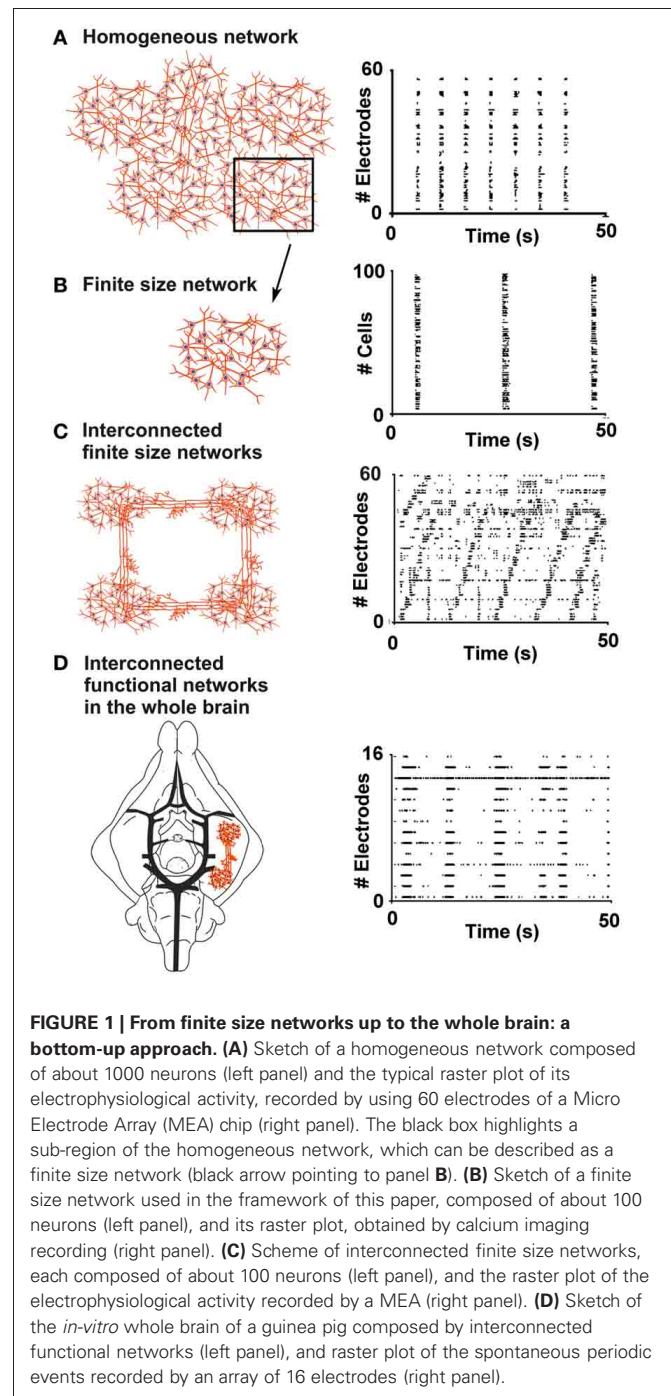 A Homogeneous network
60
# Electrodes
0
0
50
Time (s)
B Finite size network
100
# Cells
0
0
50
Time (s)
C Interconnected
finite size networks
60
# Electrodes
0
0
50
Time (s)
D Interconnected
functional networks
in the whole brain
16
# Electrodes
0
0
50
Time (s)
FIGURE 1 | From finite size networks up to the whole brain: a
bottom-up approach. (A) Sketch of a homogeneous network composed
of about 1000 neurons (left panel) and the typical raster plot of its
electrophysiological activity, recorded by using 60 electrodes of a Micro
Electrode Array (MEA) chip (right panel). The black box highlights a
sub-region of the homogeneous network, which can be described as a
finite size network (black arrow pointing to panel B). (B) Sketch of a finite
size network used in the framework of this paper, composed of about 100
neurons (left panel), and its raster plot, obtained by calcium imaging
recording (right panel). (C) Scheme of interconnected finite size networks,
each composed of about 100 neurons (left panel), and the raster plot of the
electrophysiological activity recorded by a MEA (right panel). (D) Sketch of
the in-vitro whole brain of a guinea pig composed by interconnected
functional networks (left panel), and raster plot of the spontaneous periodic
events recorded by an array of 16 electrodes (right panel).